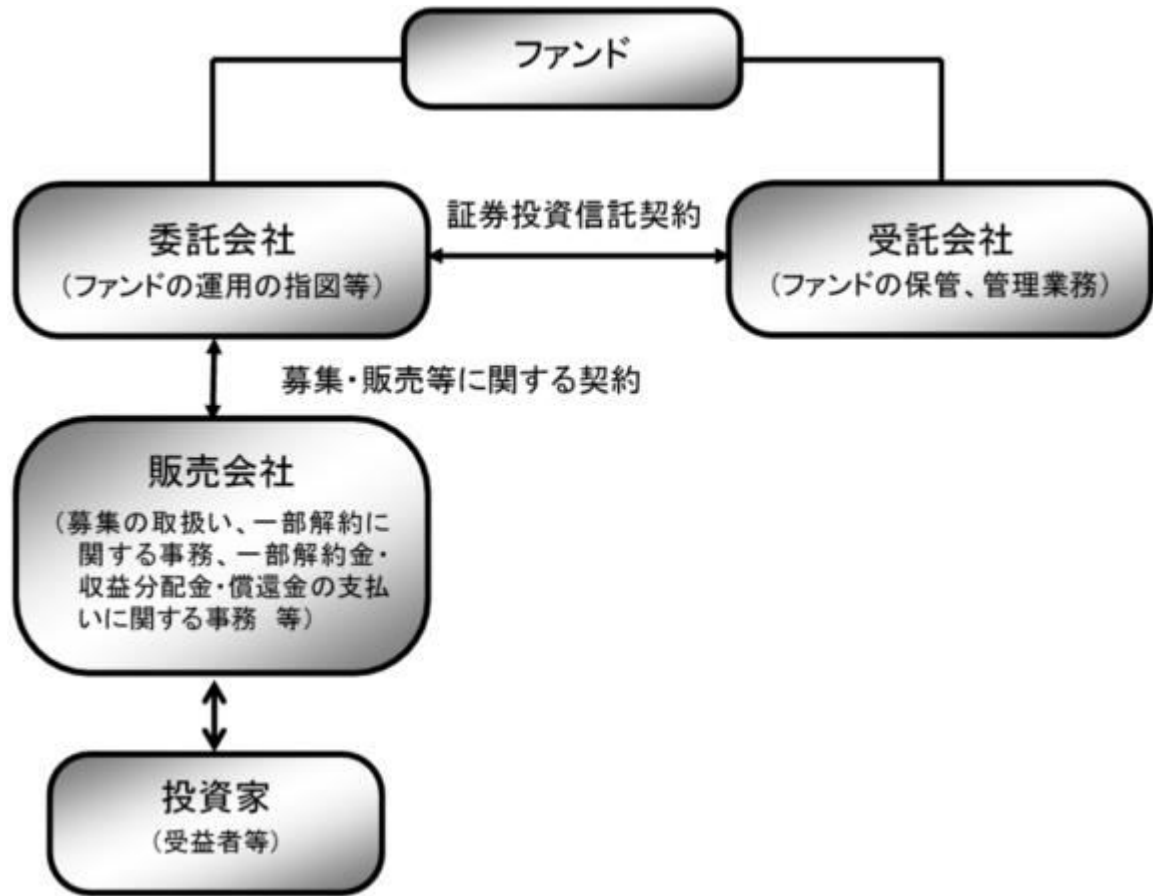 ファンド
委託会社
（ファンドの運用の指図等）
証券投資信託契約
受託会社
（ファンドの保管、管理業務）
募集・販売等に関する契約
販売会社
（募集の取扱い、一部解約に
関する事務、一部解約金・
収益分配金・償還金の支払
いに関する事務 等）
投資家
（受益者等）